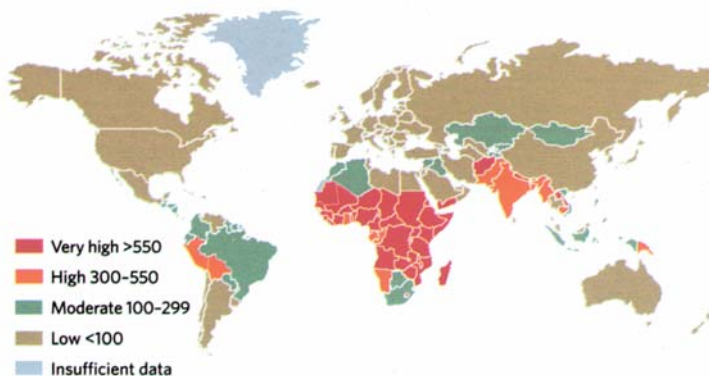 Very high >550
High 300–550
Moderate 100–299
Low <100
Insufficient data